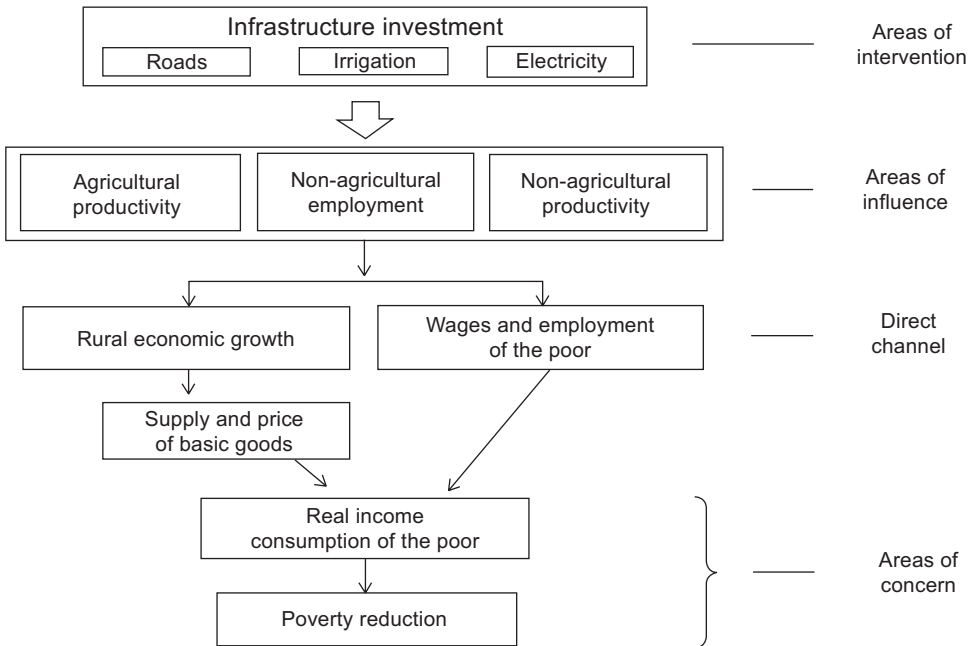 Infrastructure investment
Roads
Irrigation
Electricity
Areas of
intervention
Agricultural
productivity
Non-agricultural
employment
Non-agricultural
productivity
Areas of
influence
Rural economic growth
Wages and employment
of the poor
Direct
channel
Supply and price
of basic goods
Real income
consumption of the poor
Poverty reduction
Areas of
concern